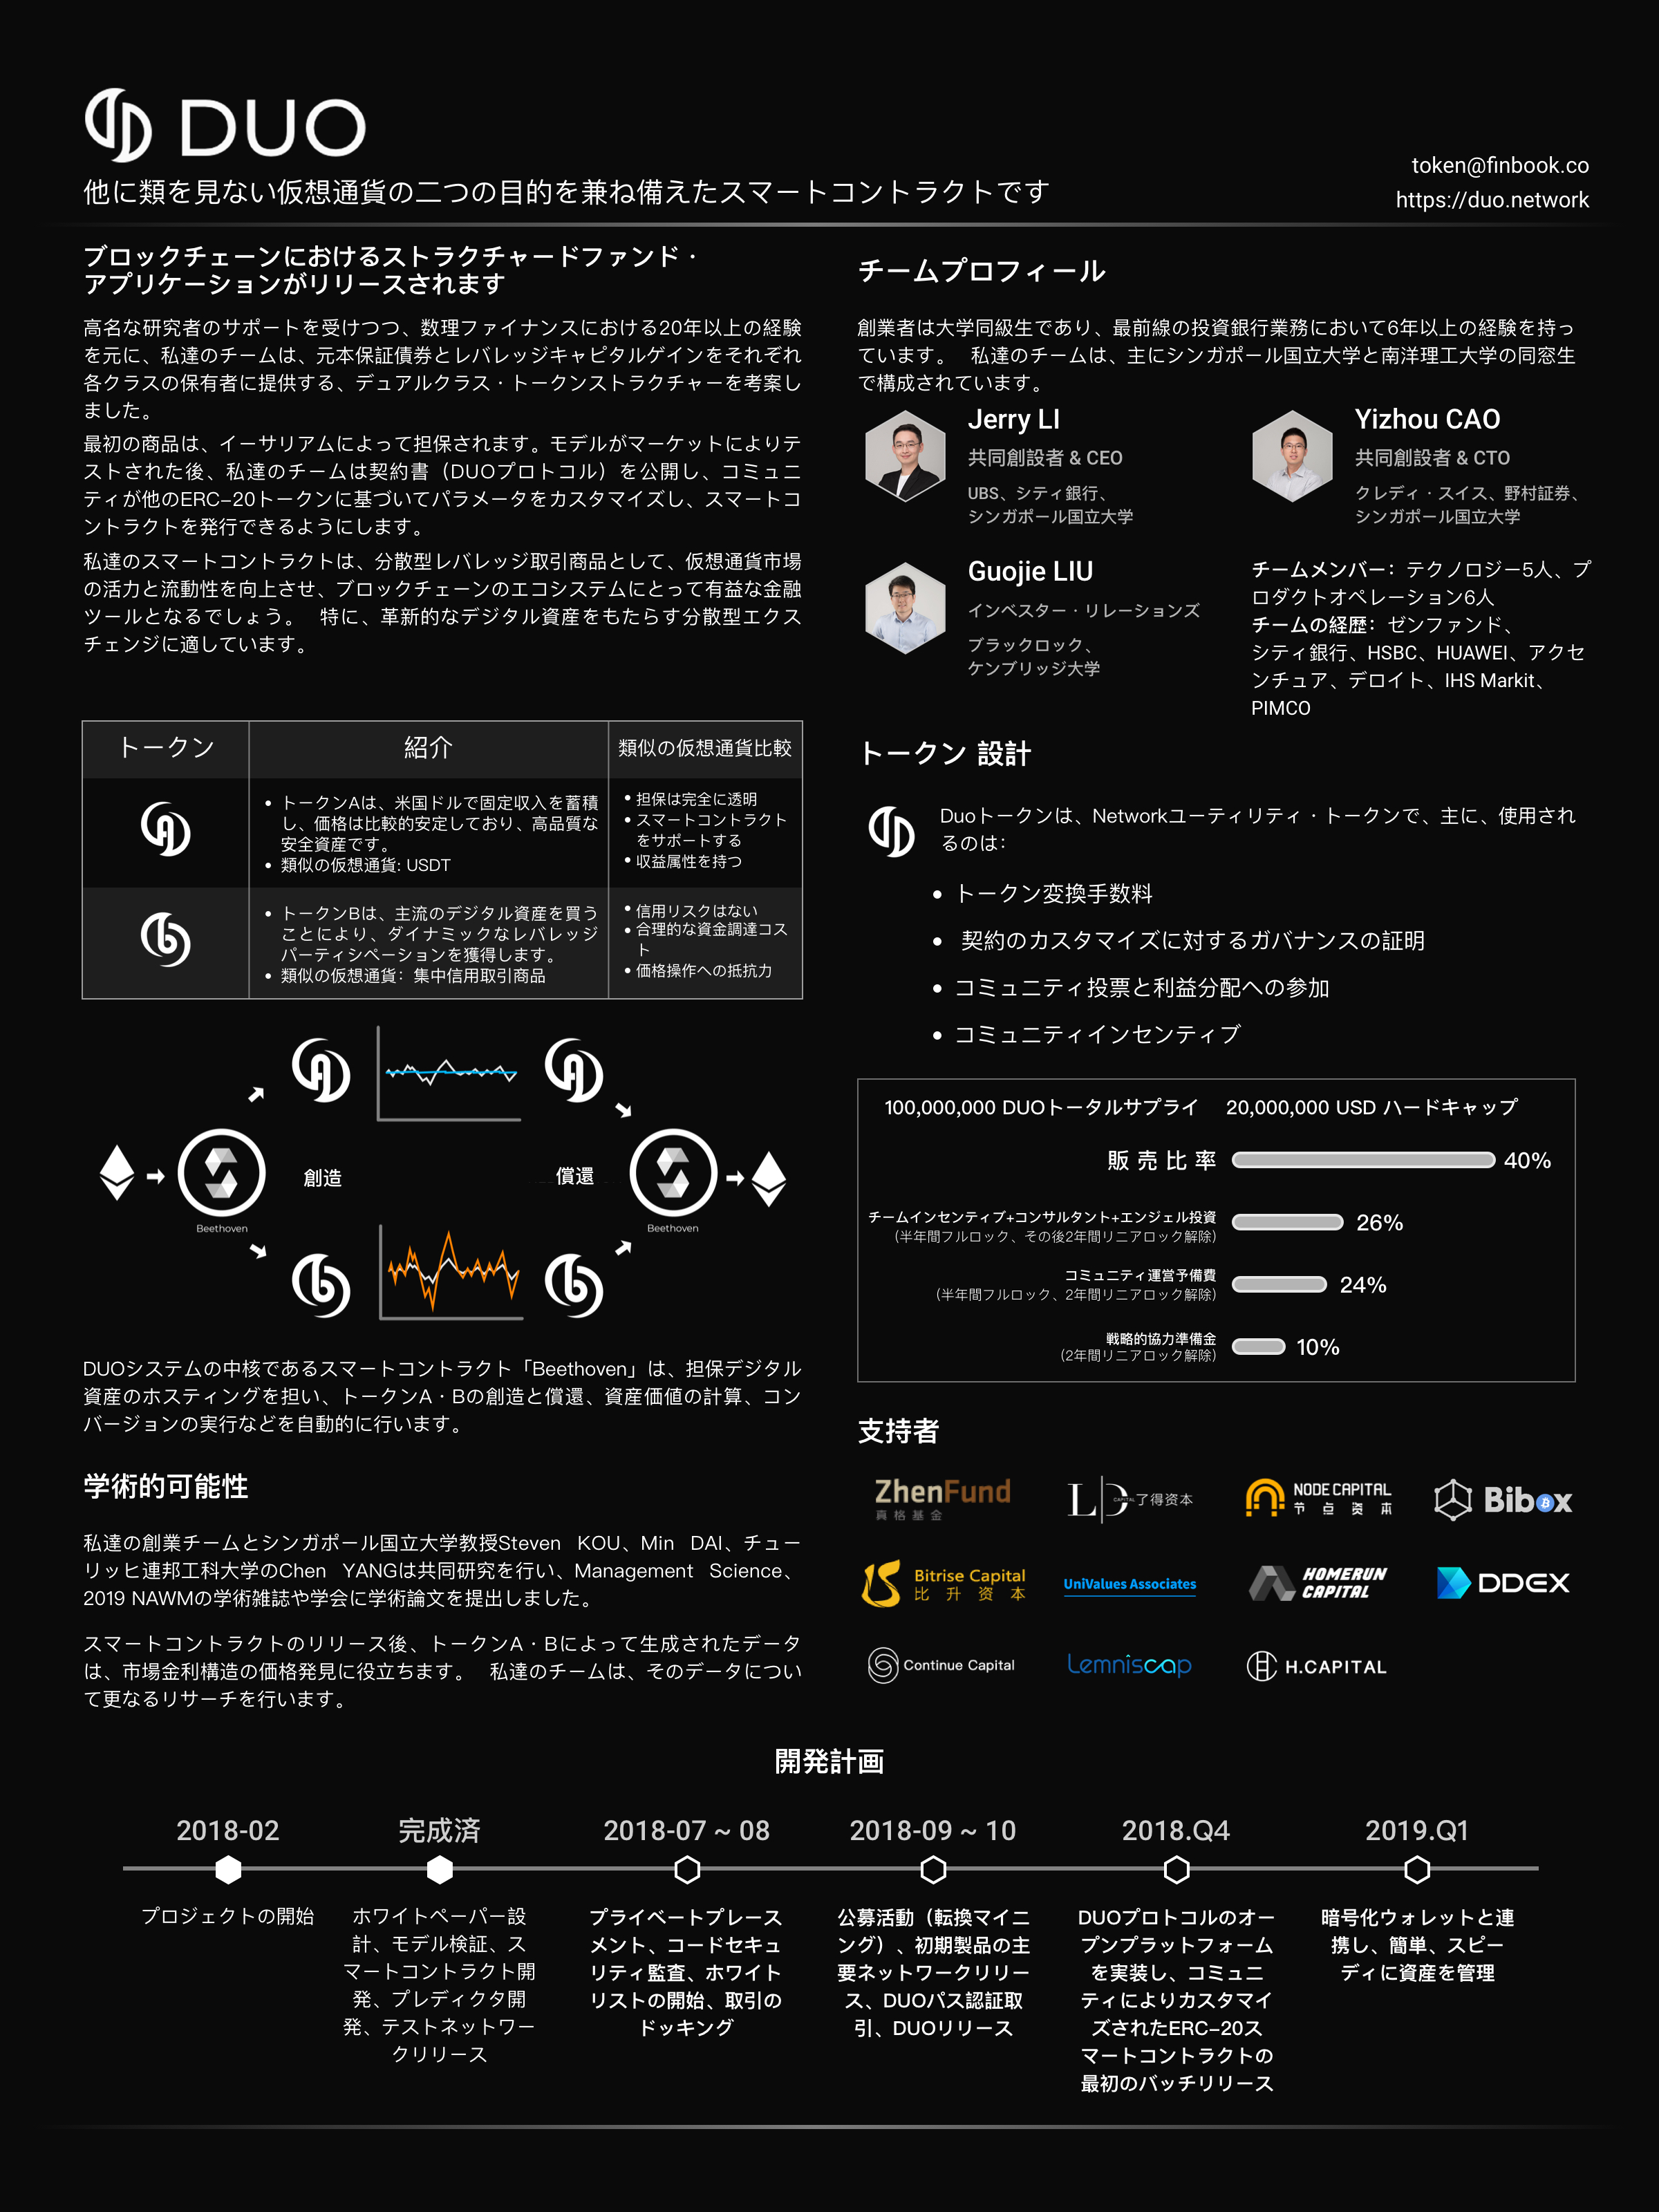 DUO
他に類を見ない仮想通貨の二つの目的を兼ね備えたスマートコントラクトです
token@finbook.co
https://duo.network
ブロックチェーンにおけるストラクチャードファンド・
アプリケーションがリリースされます
高名な研究者のサポートを受けつつ、数理ファイナンスにおける20年以上の経験
を元に、私達のチームは、元本保証債券とレバレッジキャピタルゲインをそれぞれ
各クラスの保有者に提供する、デュアルクラス・トークンストラクチャーを考案し
ました。
最初の商品は、イーサリアムによって担保されます。モデルがマーケットによりテ
ストされた後、私達のチームは契約書（DUOプロトコル）を公開し、コミュニ
ティが他のERC-20トークンに基づいてパラメータをカスタマイズし、スマートコ
ントラクトを発行できるようにします。
私達のスマートコントラクトは、分散型レバレッジ取引商品として、仮想通貨市場
の活力と流動性を向上させ、ブロックチェーンのエコシステムにとって有益な金融
ツールとなるでしょう。 特に、革新的なデジタル資産をもたらす分散型エクス
チェンジに適しています。
トークン 紹介 類似の仮想通貨比較
• トークンAは、米国ドルで固定収入を蓄積
し、価格は比較的安定しており、高品質な
安全資産です。
• 類似の仮想通貨: USDT
• 担保は完全に透明
• スマートコントラクト
をサポートする
• 収益属性を持つ
• トークンBは、主流のデジタル資産を買う
ことにより、ダイナミックなレバレッジ
パーティシペーションを獲得します。
• 類似の仮想通貨：集中信用取引商品
• 信用リスクはない
• 合理的な資金調達コス
ト
• 価格操作への抵抗力
創造
償還
Beethoven
Beethoven
DUOシステムの中核であるスマートコントラクト「Beethoven」は、担保デジタル
資産のホスティングを担い、トークンA・Bの創造と償還、資産価値の計算、コン
バージョンの実行などを自動的に行います。
学術的可能性
私達の創業チームとシンガポール国立大学教授Steven KOU、Min DAI、チュー
リッヒ連邦工科大学のChen YANGは共同研究を行い、Management Science、
2019 NAWMの学術雑誌や学会に学術論文を提出しました。
スマートコントラクトのリリース後、トークンA・Bによって生成されたデータ
は、市場金利構造の価格発見に役立ちます。 私達のチームは、そのデータについ
て更なるリサーチを行います。
チームプロフィール
創業者は大学同級生であり、最前線の投資銀行業務において6年以上の経験を持っ
ています。 私達のチームは、主にシンガポール国立大学と南洋理工大学の同窓生
で構成されています。
Jerry LI
共同創設者 & CEO
UBS、シティ銀行、
シンガポール国立大学
Yizhou CAO
共同創設者 & CTO
クレディ・スイス、野村証券、
シンガポール国立大学
Guojie LIU
インベスター・リレーションズ
ブラックロック、
ケンブリッジ大学
チームメンバー：テクノロジー5人、プ
ロダクトオペレーション6人
チームの経歴：ゼンファンド、
シティ銀行、HSBC、HUAWEI、アクセ
ンチュア、デロイト、IHS Markit、
PIMCO
トークン 設計
Duoトークンは、Networkユーティリティ・トークンで、主に、使用され
るのは：
• トークン変換手数料
• 契約のカスタマイズに対するガバナンスの証明
• コミュニティ投票と利益分配への参加
• コミュニティインセンティブ
100,000,000 DUOトータルサプライ 20,000,000 USD ハードキャップ
販売比率 40%
チームインセンティブ+コンサルタント+エンジェル投資
(半年間フルロック、その後2年間リニアロック解除)
26%
コミュニティ運営予備費
(半年間フルロック、2年間リニアロック解除)
24%
戦略的協力準備金
(2年間リニアロック解除)
10%
支持者
ZhenFund
真格基金
LD CAPITAL 了得资本
NODE CAPITAL
节点资本
Bibox
Bitrise Capital
比升资本
UniValues Associates
HOMERUN
CAPITAL
DDEX
Continue Capital
Lemniscap
H.CAPITAL
開発計画
2018-02
プロジェクトの開始
完成済
ホワイトペーパー設
計、モデル検証、ス
マートコントラクト開
発、プレディクタ開
発、テストネットワー
クリリース
2018-07 ~ 08
プライベートプレース
メント、コードセキュ
リティ監査、ホワイト
リストの開始、取引の
ドッキング
2018-09 ~ 10
公募活動（転換マイニ
ング）、初期製品の主
要ネットワークリリー
ス、DUOパス認証取
引、DUOリリース
2018.Q4
DUOプロトコルのオー
プンプラットフォーム
を実装し、コミュニ
ティによりカスタマイ
ズされたERC-20ス
マートコントラクトの
最初のバッチリリース
2019.Q1
暗号化ウォレットと連
携し、簡単、スピー
ディに資産を管理